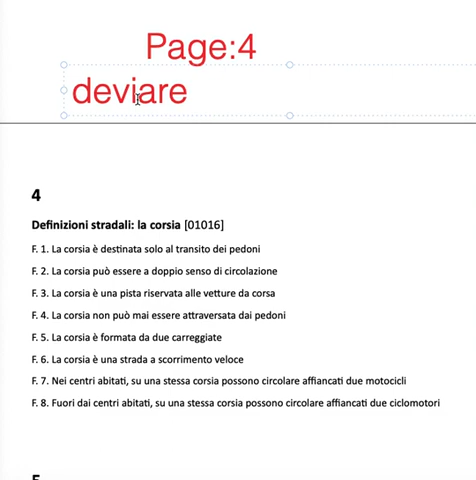 Page:4
deviare
4
Definizioni stradali: la corsia [01016]
F. 1. La corsia è destinata solo al transito dei pedoni
F. 2. La corsia può essere a doppio senso di circolazione
F. 3. La corsia è una pista riservata alle vetture da corsa
F. 4. La corsia non può mai essere attraversata dai pedoni
F. 5. La corsia è formata da due carreggiate
F. 6. La corsia è una strada a scorrimento veloce
F. 7. Nei centri abitati, su una stessa corsia possono circolare affiancati due motocicli
F. 8. Fuori dai centri abitati, su una stessa corsia possono circolare affiancati due ciclomotori